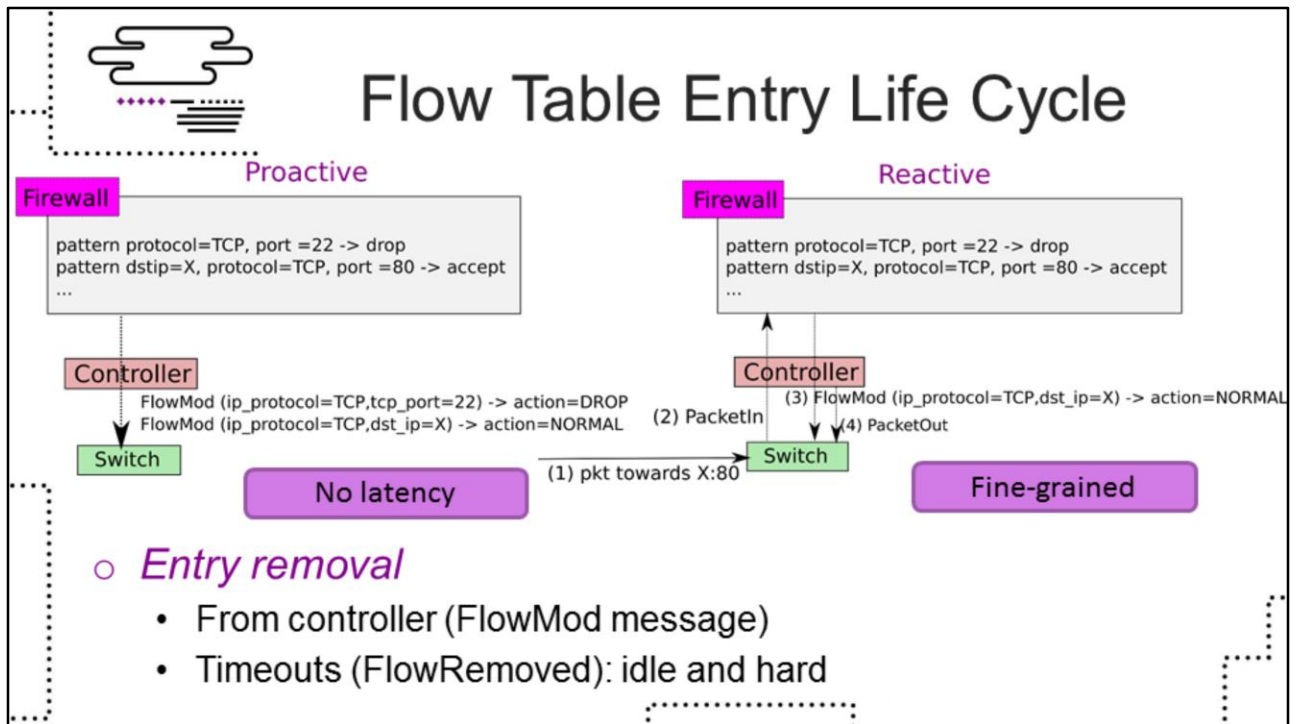 Flow Table Entry Life Cycle
Proactive
Firewall
pattern protocol=TCP, port =22 -> drop
pattern dstip=X, protocol=TCP, port =80 -> accept
...
Controller
FlowMod (ip_protocol=TCP,tcp_port=22) -> action=DROP
FlowMod (ip_protocol=TCP,dst_ip=X) -> action=NORMAL
Switch
No latency
Reactive
Firewall
pattern protocol=TCP, port =22 -> drop
pattern dstip=X, protocol=TCP, port =80 -> accept
...
Controller
(3) FlowMod (ip_protocol=TCP,dst_ip=X) -> action=NORMAL
(2) PacketIn
(4) PacketOut
Switch
(1) pkt towards X:80
Fine-grained
o Entry removal
• From controller (FlowMod message)
• Timeouts (FlowRemoved): idle and hard